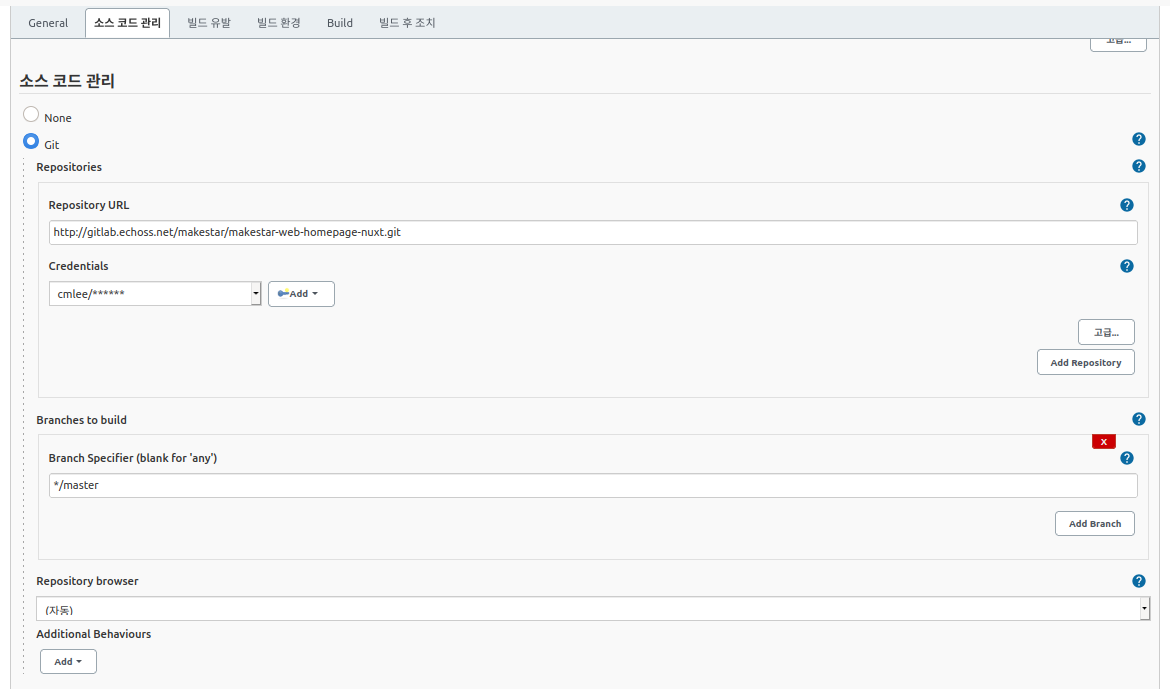 General 소스 코드 관리 빌드 유발 빌드 환경 Build 빌드 후 조치
고급...
소스 코드 관리
None
Git
Repositories
Repository URL
http://gitlab.echoss.net/makestar/makestar-web-homepage-nuxt.git
Credentials
cmlee/******
Add
고급...
Add Repository
Branches to build
X
Branch Specifier (blank for 'any')
*/master
Add Branch
Repository browser
(자동)
Additional Behaviours
Add